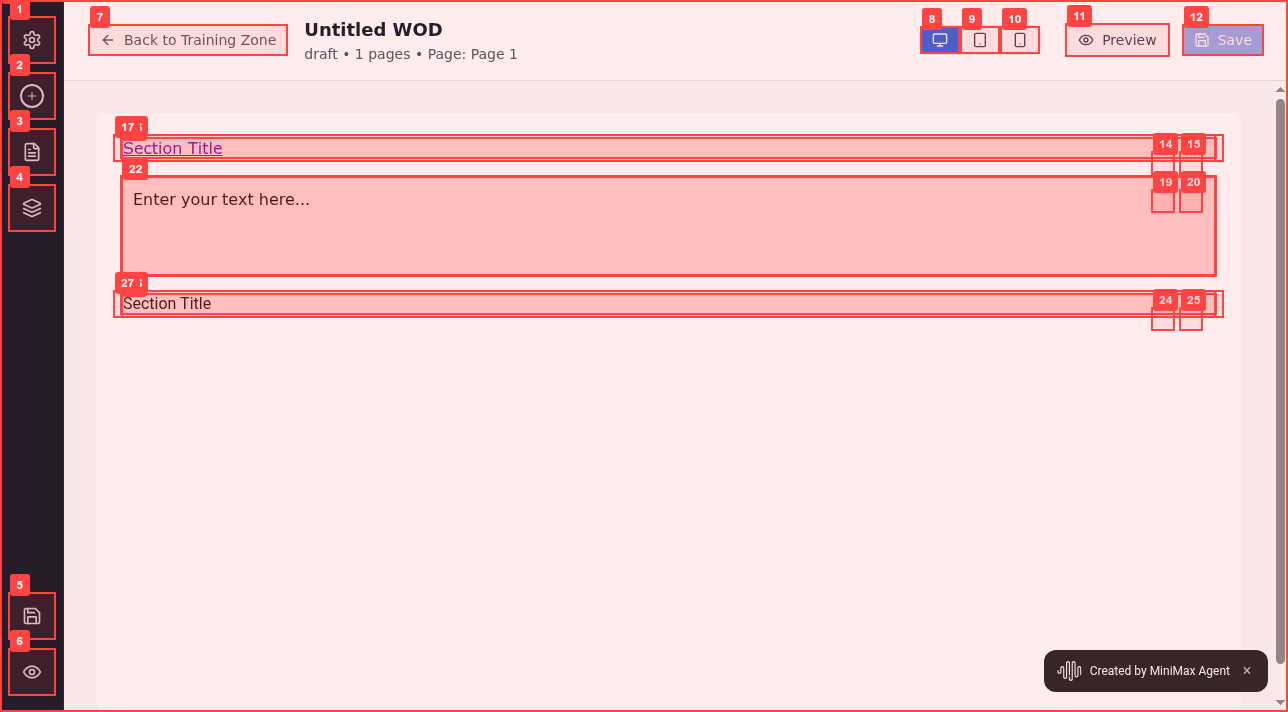 1
2
3
4
5
6
7
Back to Training Zone
Untitled WOD
draft • 1 pages • Page: Page 1
8
9
10
11
Preview
12
Save
17
Section Title
14
15
22
Enter your text here...
19
20
27
Section Title
24
25
Created by MiniMax Agent ×